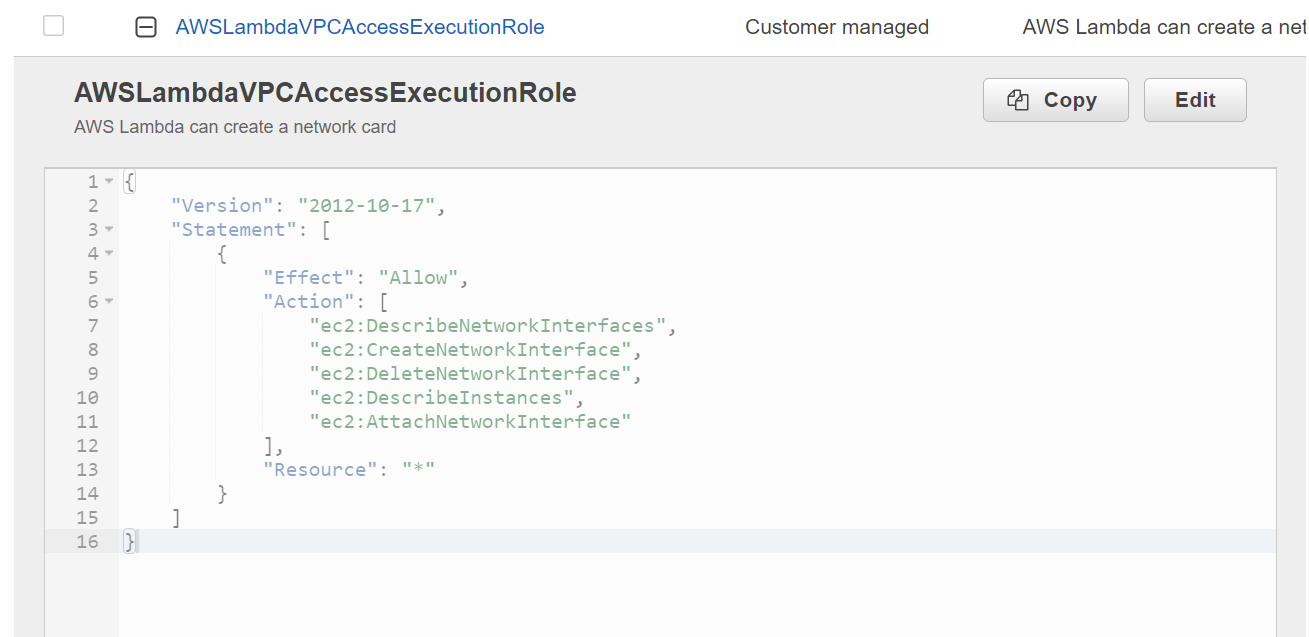 AWSLambdaVPCAccessExecutionRole Customer managed AWS Lambda can create a net
AWSLambdaVPCAccessExecutionRole
Copy Edit
AWS Lambda can create a network card
1 {
2 "Version": "2012-10-17",
3 "Statement": [
4 {
5 "Effect": "Allow",
6 "Action": [
7 "ec2:DescribeNetworkInterfaces",
8 "ec2:CreateNetworkInterface",
9 "ec2:DeleteNetworkInterface",
10 "ec2:DescribeInstances",
11 "ec2:AttachNetworkInterface"
12 ],
13 "Resource": "*"
14 }
15 ]
16 }